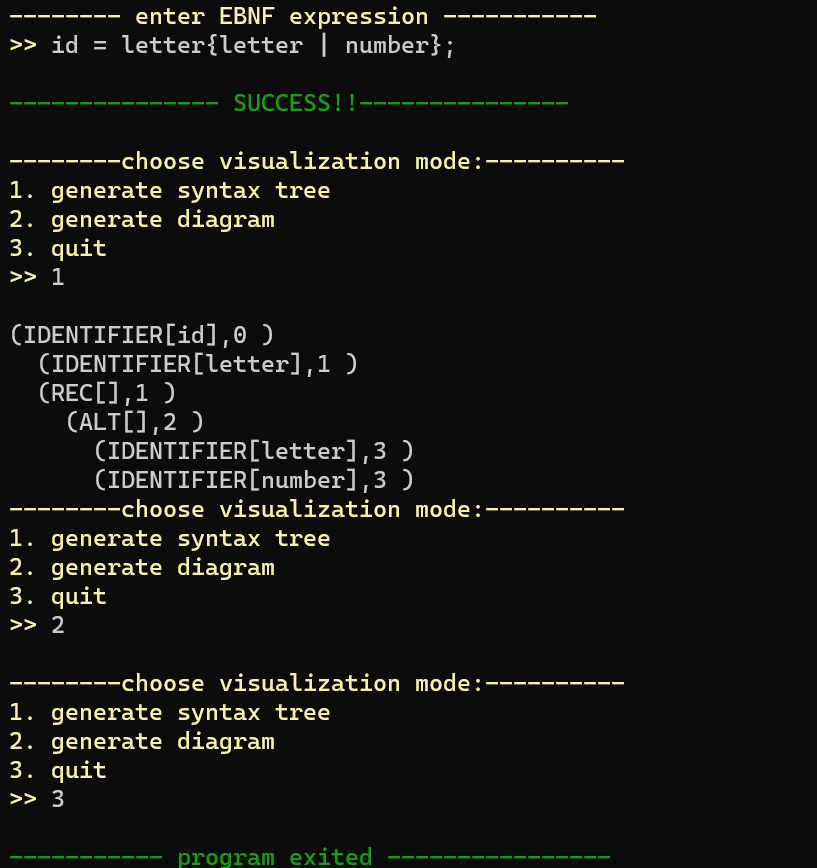 -------- enter EBNF expression -----------
>> id = letter{letter | number};
--------------- SUCCESS!!---------------
--------choose visualization mode:----------
1. generate syntax tree
2. generate diagram
3. quit
>> 1
(IDENTIFIER[id],0 )
  (IDENTIFIER[letter],1 )
  (REC[],1 )
    (ALT[],2 )
      (IDENTIFIER[letter],3 )
      (IDENTIFIER[number],3 )
--------choose visualization mode:----------
1. generate syntax tree
2. generate diagram
3. quit
>> 2
--------choose visualization mode:----------
1. generate syntax tree
2. generate diagram
3. quit
>> 3
----------- program exited ----------------